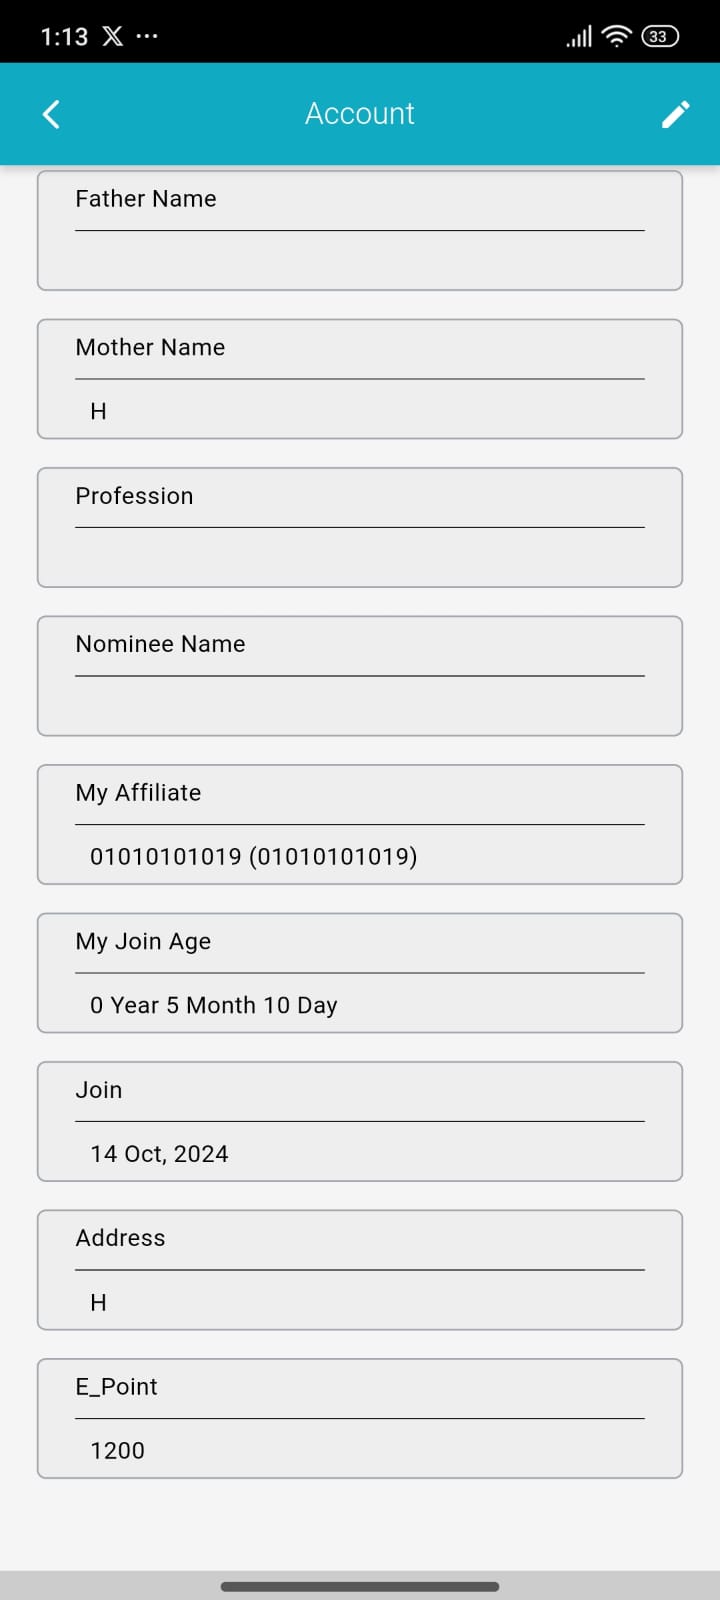 1:13 X ...
33
Account
Father Name
Mother Name
H
Profession
Nominee Name
My Affiliate
01010101019 (01010101019)
My Join Age
0 Year 5 Month 10 Day
Join
14 Oct, 2024
Address
H
E_Point
1200